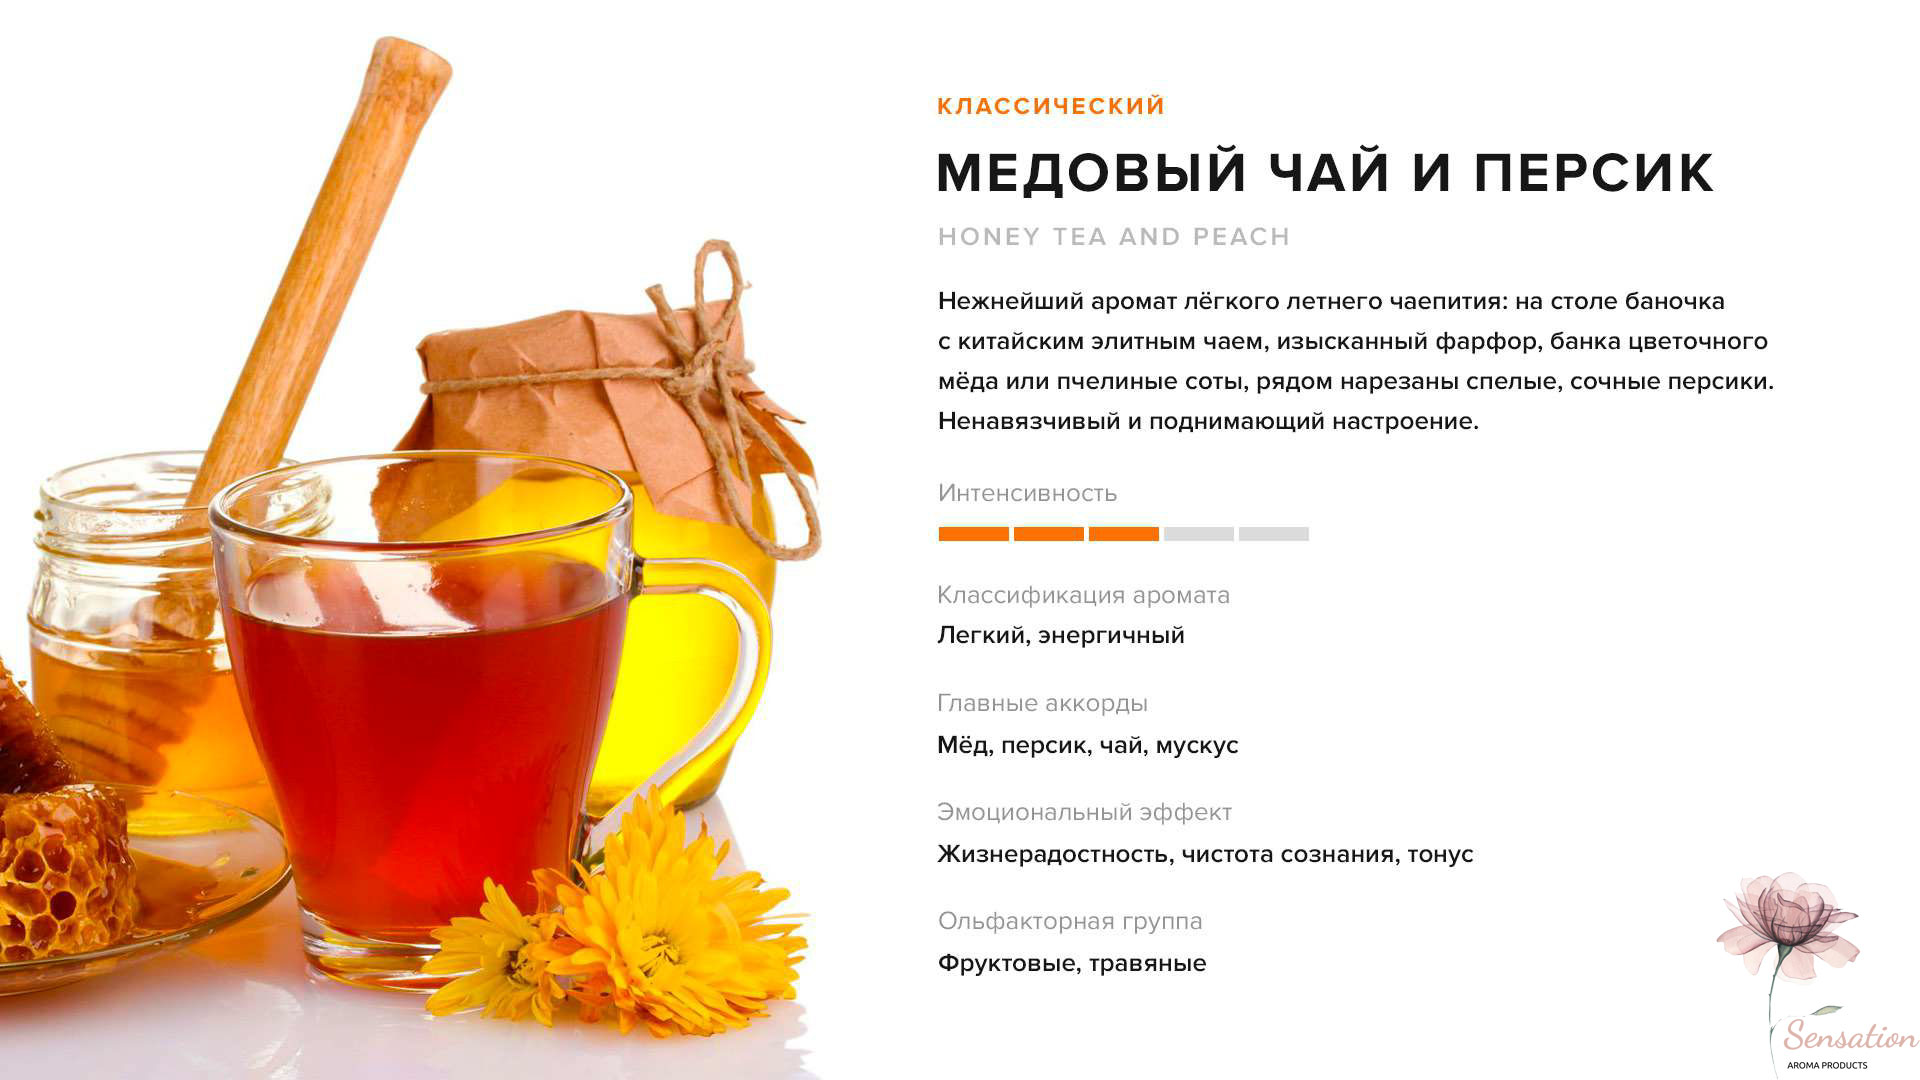 КЛАССИЧЕСКИЙ
МЕДОВЫЙ ЧАЙ И ПЕРСИК
HONEY TEA AND PEACH
Нежнейший аромат лёгкого летнего чаепития: на столе баночка
с китайским элитным чаем, изысканный фарфор, банка цветочного
мёда или пчелиные соты, рядом нарезаны спелые, сочные персики.
Ненавязчивый и поднимающий настроение.
Интенсивность
Классификация аромата
Легкий, энергичный
Главные аккорды
Мёд, персик, чай, мускус
Эмоциональный эффект
Жизнерадостность, чистота сознания, тонус
Ольфакторная группа
Фруктовые, травяные
Sensation
AROMA PRODUCTS